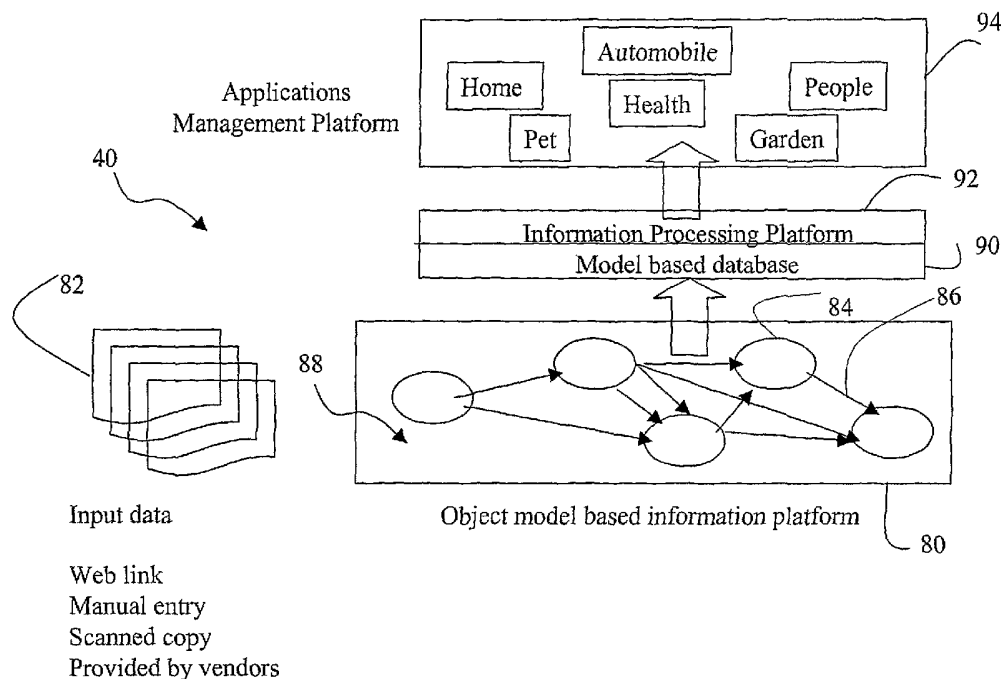 94
Automobile
Home
People
Applications
Management Platform
Health
Pet
Garden
40
92
Information Processing Platform
90
Model based database
82
84
86
88
Input data
Object model based information platform
80
Web link
Manual entry
Scanned copy
Provided by vendors